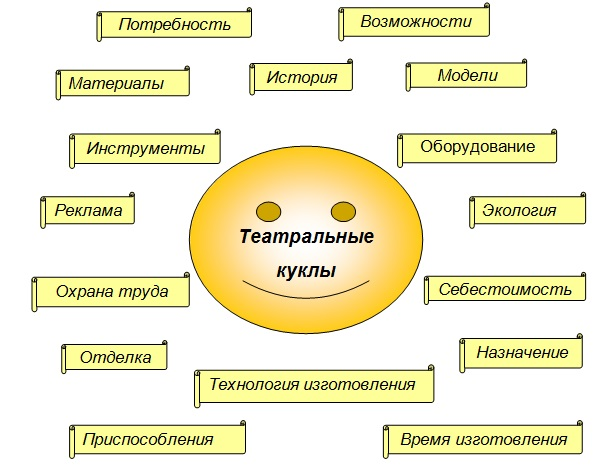 Потребность
Возможности
Материалы
История
Модели
Инструменты
Оборудование
Реклама
Экология
Театральные
куклы
Охрана труда
Себестоимость
Отделка
Назначение
Технология изготовления
Приспособления
Время изготовления